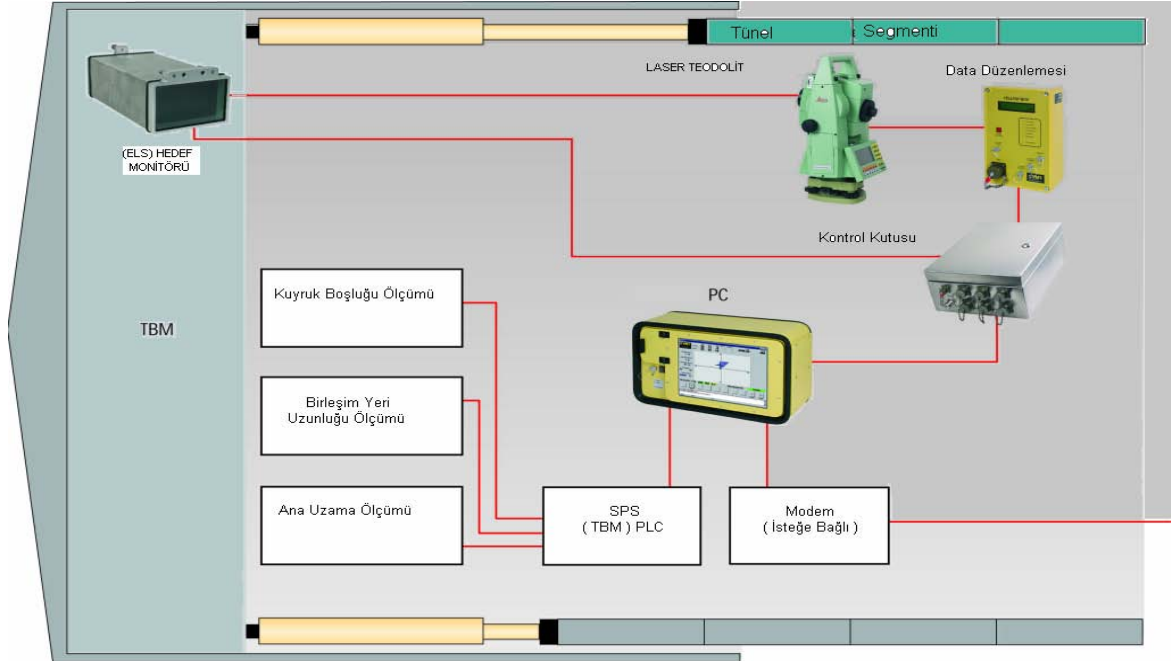 Tünel Segmenti
LASER TEODOLİT
Data Düzenlemesi
(ELS) HEDEF
MONİTÖRÜ
Kontrol Kutusu
Kuyruk Boşluğu Ölçümü
PC
TBM
Birleşim Yeri
Uzunluğu Ölçümü
Ana Uzama Ölçümü
SPS
( TBM ) PLC
Modem
( İsteğe Bağlı )